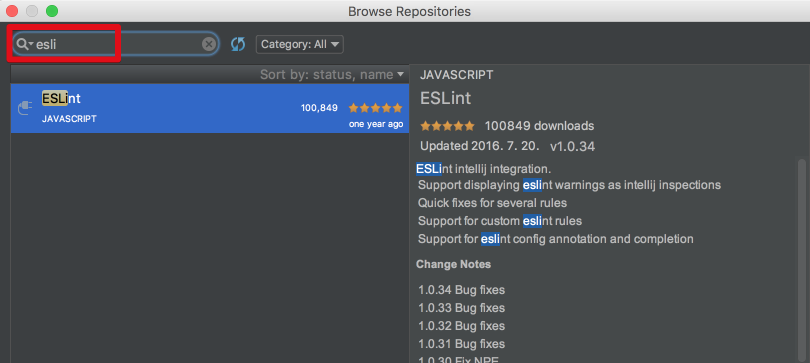 Browse Repositories
esli
Category: All
Sort by: status, name
ESLint
JAVASCRIPT
100,849
one year ago
JAVASCRIPT
ESLint
100849 downloads
Updated 2016. 7. 20. v1.0.34
ESLint intellij integration.
Support displaying eslint warnings as intellij inspections
Quick fixes for several rules
Support for custom eslint rules
Support for eslint config annotation and completion
Change Notes
1.0.34 Bug fixes
1.0.33 Bug fixes
1.0.32 Bug fixes
1.0.31 Bug fixes
1.0.30 Fix NPE